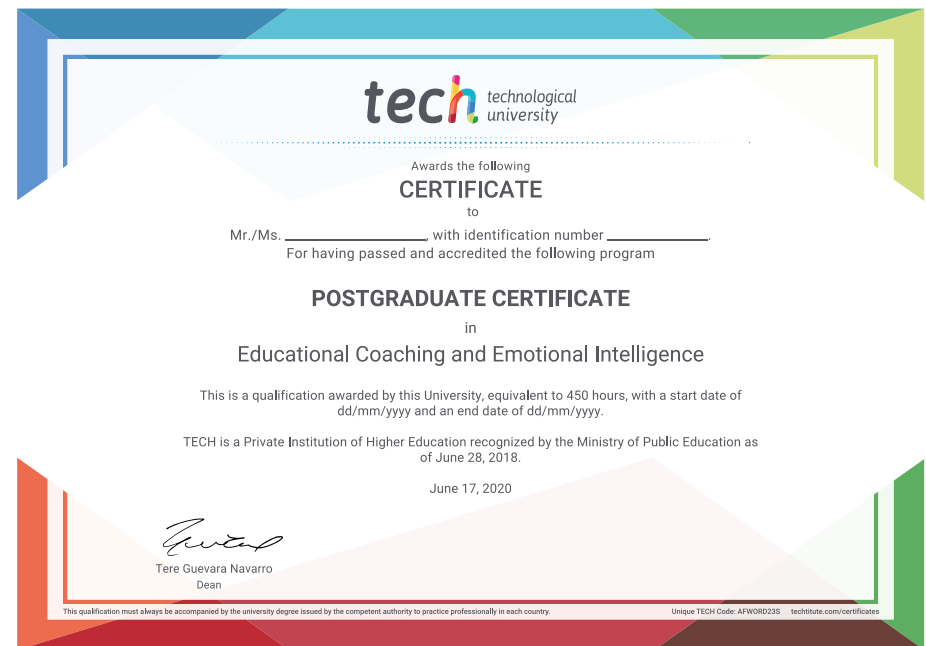 tech technological
university
Awards the following
CERTIFICATE
to
Mr./Ms. ____________________, with identification number ______________.
For having passed and accredited the following program
POSTGRADUATE CERTIFICATE
in
Educational Coaching and Emotional Intelligence
This is a qualification awarded by this University, equivalent to 450 hours, with a start date of
dd/mm/yyyy and an end date of dd/mm/yyyy.
TECH is a Private Institution of Higher Education recognized by the Ministry of Public Education as
of June 28, 2018.
June 17, 2020
Tere Guevara Navarro
Dean
This qualification must always be accompanied by the university degree issued by the competent authority to practice professionally in each country.
Unique TECH Code: AFWORD23S techtitute.com/certificates